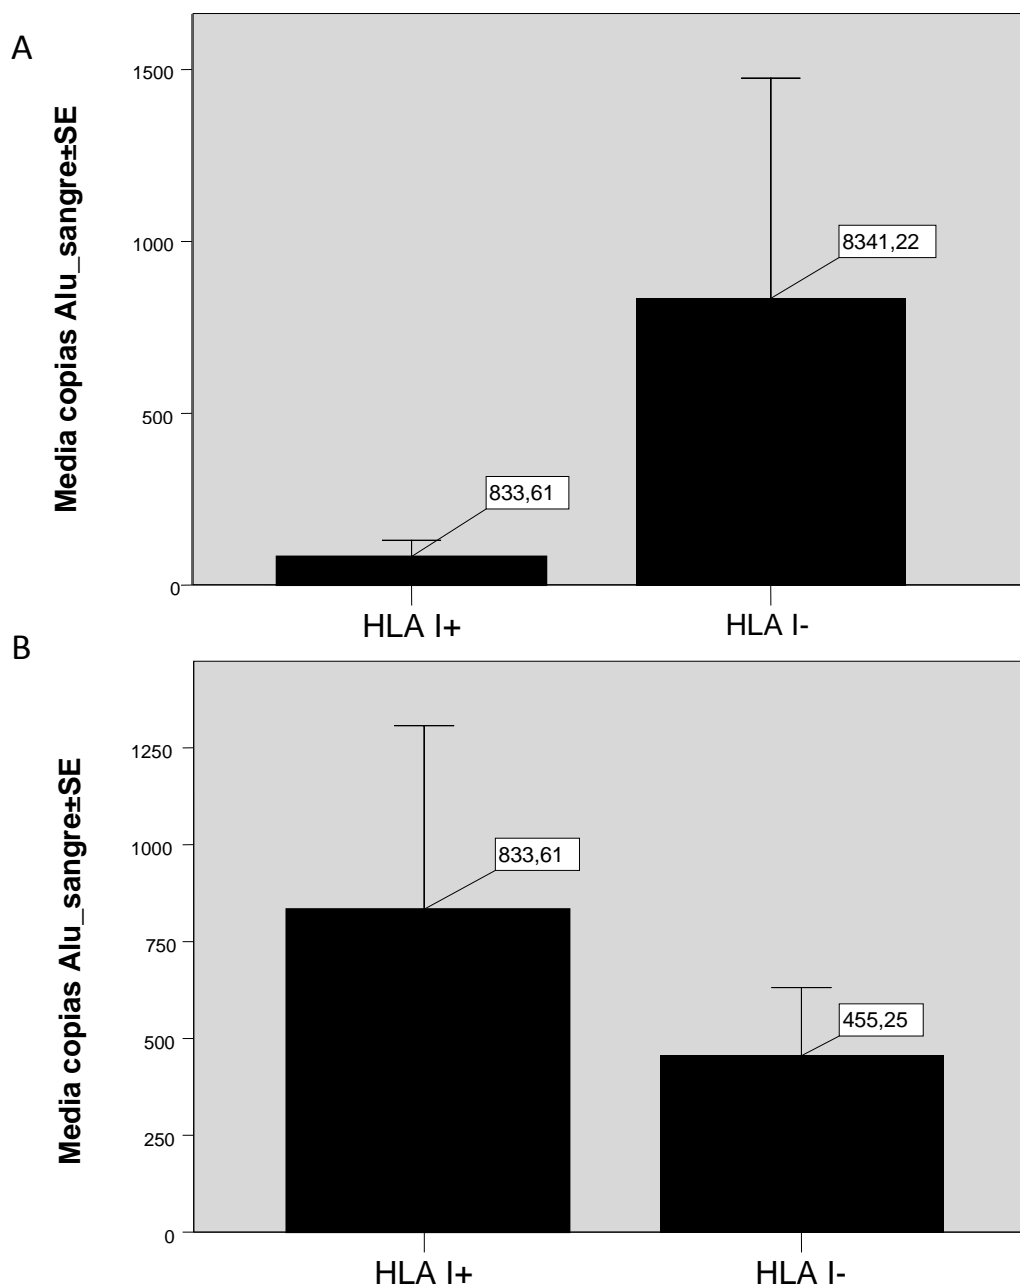 A
Media copias Alu_sangre±SE
1500
1000
500
0
8341,22
833,61
HLA I+
HLA I-
B
Media copias Alu_sangre±SE
1250
1000
750
500
250
0
833,61
455,25
HLA I+
HLA I-